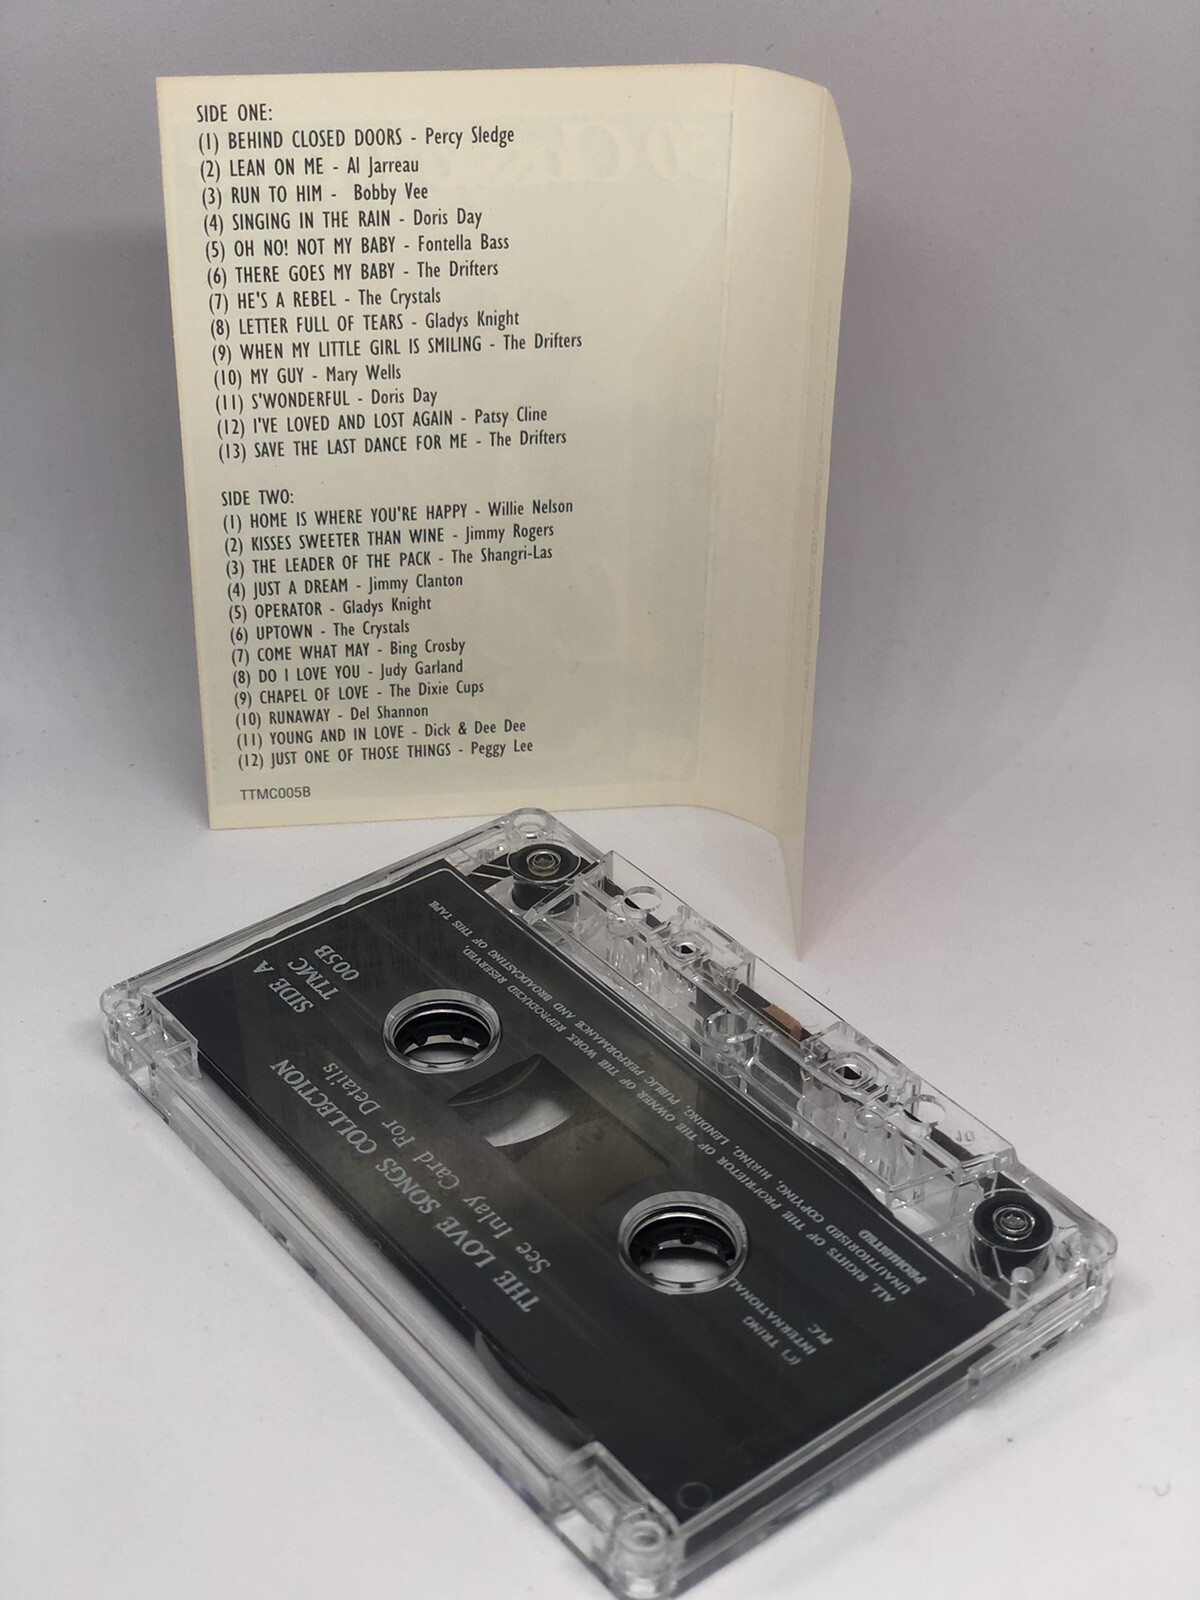 SIDE ONE:
(1) BEHIND CLOSED DOORS - Percy Sledge
(2) LEAN ON ME - Al Jarreau
(3) RUN TO HIM - Bobby Vee
(4) SINGING IN THE RAIN - Doris Day
(5) OH NO! NOT MY BABY - Fontella Bass
(6) THERE GOES MY BABY - The Drifters
(7) HE'S A REBEL - The Crystals
(8) LETTER FULL OF TEARS - Gladys Knight
(9) WHEN MY LITTLE GIRL IS SMILING - The Drifters
(10) MY GUY - Mary Wells
(11) S'WONDERFUL - Doris Day
(12) I'VE LOVED AND LOST AGAIN - Patsy Cline
(13) SAVE THE LAST DANCE FOR ME - The Drifters
SIDE TWO:
(1) HOME IS WHERE YOU'RE HAPPY - Willie Nelson
(2) KISSES SWEETER THAN WINE - Jimmy Rogers
(3) THE LEADER OF THE PACK - The Shangri-Las
(4) JUST A DREAM - Jimmy Clanton
(5) OPERATOR - Gladys Knight
(6) UPTOWN - The Crystals
(7) COME WHAT MAY - Bing Crosby
(8) DO I LOVE YOU - Judy Garland
(9) CHAPEL OF LOVE - The Dixie Cups
(10) RUNAWAY - Del Shannon
(11) YOUNG AND IN LOVE - Dick & Dee Dee
(12) JUST ONE OF THOSE THINGS - Peggy Lee
TTMC005B
THE LOVE SONGS COLLECTION
See Inlay Card For Details
SIDE A
TTMC
005B
(C) TRING
INTERNATIONAL
PLC
ALL RIGHTS OF THE PROPRIETOR OF THE OWNER OF THE WORK REPRODUCED RESERVED,
UNAUTHORISED COPYING, HIRING, LENDING, PUBLIC PERFORMANCE AND BROADCASTING OF THIS TAPE
PROHIBITED